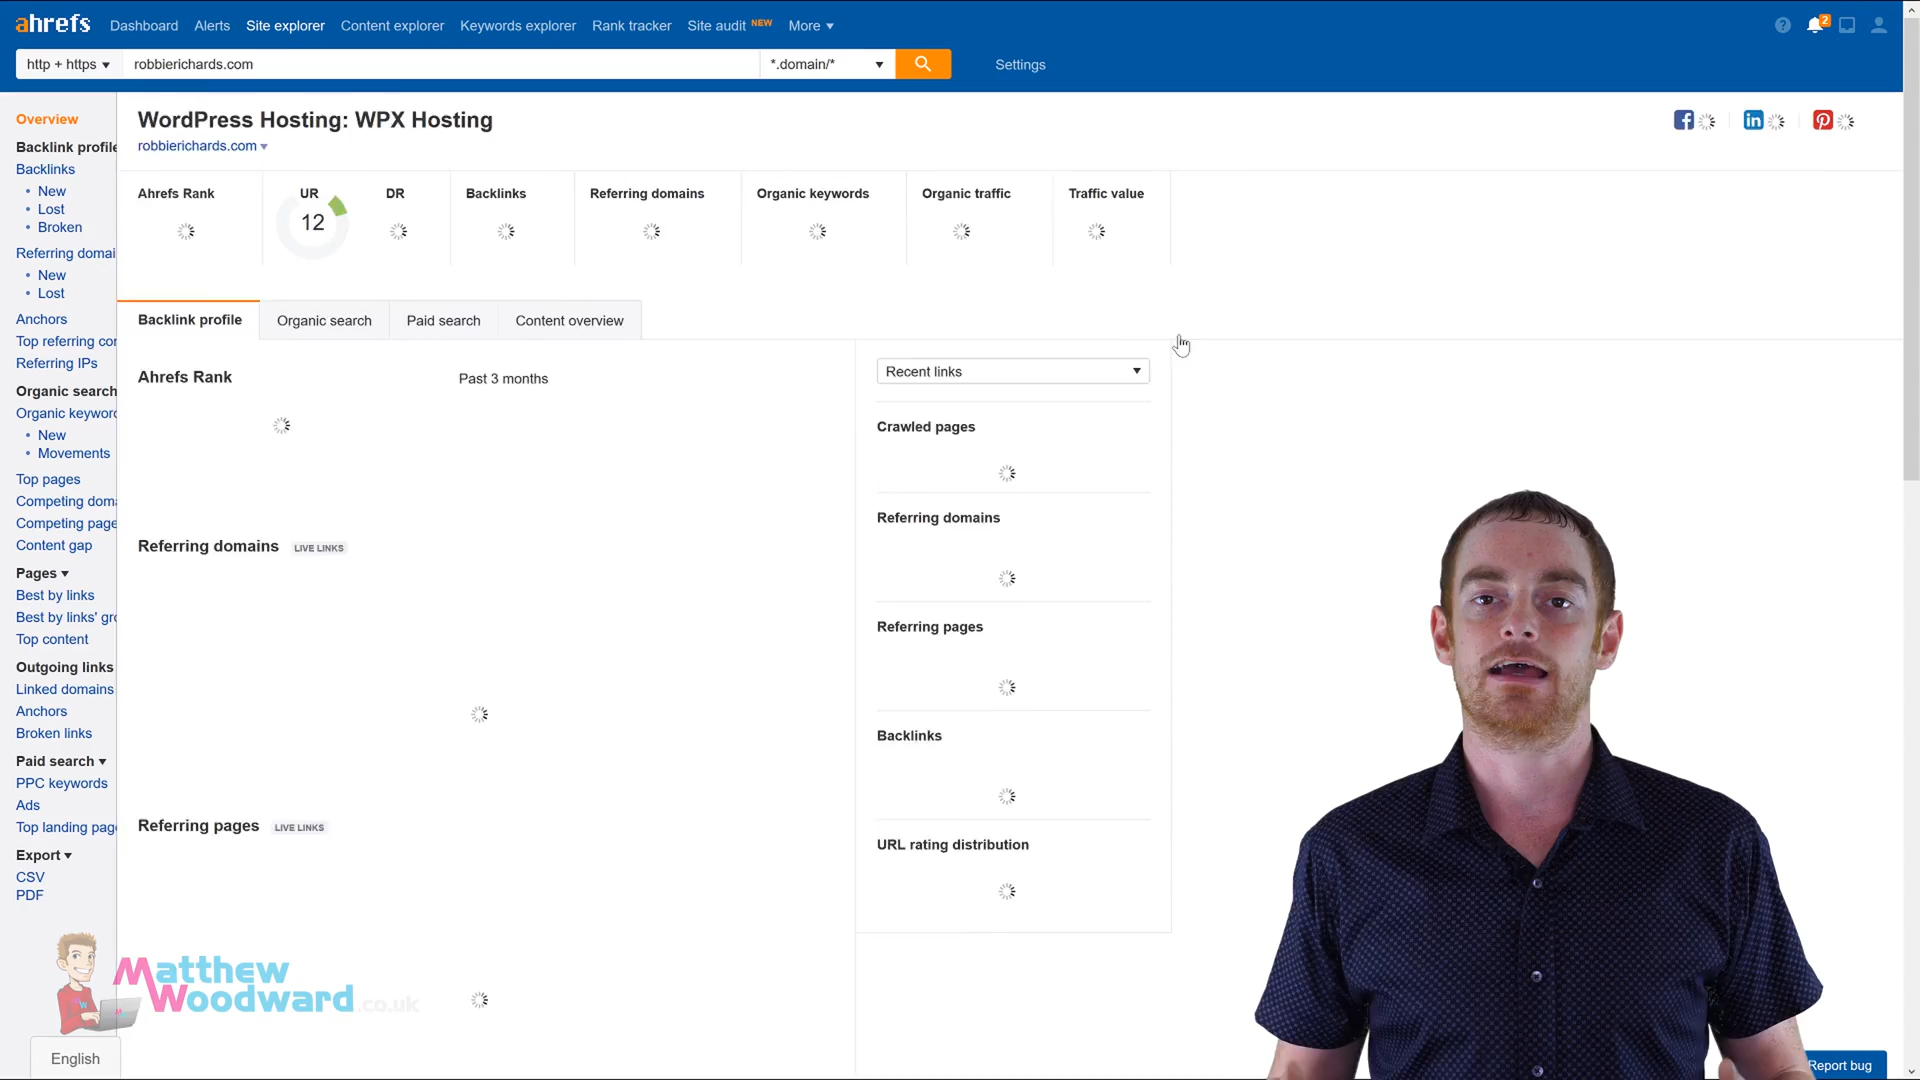 ahrefs Dashboard Alerts Site explorer Content explorer Keywords explorer Rank tracker Site audit NEW More 2
http + https robbierichards.com *.domain/* Settings
Overview
Backlink profile
Backlinks
New
Lost
Broken
Referring domai
New
Lost
Anchors
Top referring cor
Referring IPs
Organic search
Organic keyword
New
Movements
Top pages
Competing doma
Competing page
Content gap
Pages
Best by links
Best by links' gro
Top content
Outgoing links
Linked domains
Anchors
Broken links
Paid search
PPC keywords
Ads
Top landing page
Export
CSV
PDF
WordPress Hosting: WPX Hosting
robbierichards.com
Ahrefs Rank UR DR Backlinks Referring domains Organic keywords Organic traffic Traffic value
12
Backlink profile Organic search Paid search Content overview
Ahrefs Rank Past 3 months
Referring domains LIVE LINKS
Referring pages LIVE LINKS
Recent links
Crawled pages
Referring domains
Referring pages
Backlinks
URL rating distribution
Matthew
Woodward.co.uk
English
Report bug